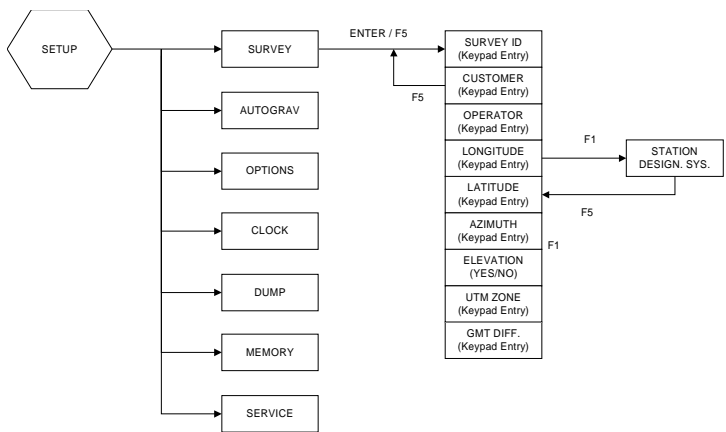 SETUP
SURVEY
ENTER / F5
SURVEY ID
(Keypad Entry)
CUSTOMER
(Keypad Entry)
F5
AUTOGRAV
OPERATOR
(Keypad Entry)
LONGITUDE
(Keypad Entry)
F1
STATION
DESIGN. SYS.
OPTIONS
LATITUDE
(Keypad Entry)
F5
CLOCK
AZIMUTH
(Keypad Entry)
F1
ELEVATION
(YES/NO)
DUMP
UTM ZONE
(Keypad Entry)
GMT DIFF.
(Keypad Entry)
MEMORY
SERVICE